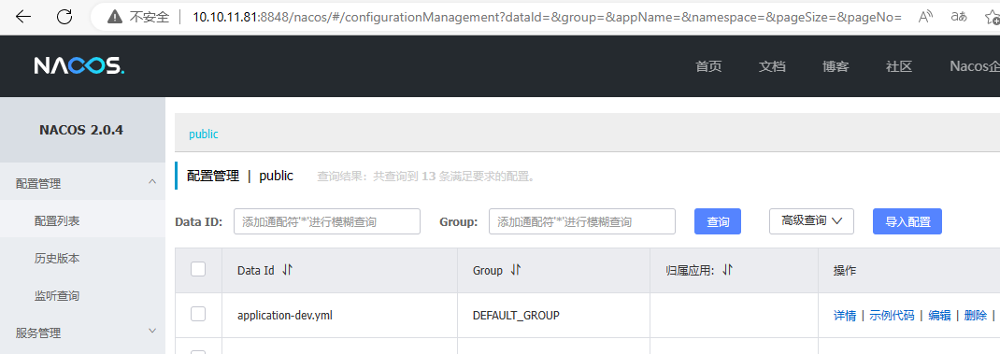 不安全 | 10.10.11.81:8848/nacos/#/configurationManagement?dataId=&group=&appName=&namespace=&pageSize=&pageNo=
NACOS.
首页 文档 博客 社区 Nacos企
NACOS 2.0.4
public
配置管理
配置管理 | public 查询结果：共查询到 13 条满足要求的配置。
配置列表
Data ID: 添加通配符'*'进行模糊查询 Group: 添加通配符'*'进行模糊查询 查询 高级查询 导入配置
历史版本
Data Id Group 归属应用: 操作
监听查询
application-dev.yml DEFAULT_GROUP 详情 | 示例代码 | 编辑 | 删除 |
服务管理